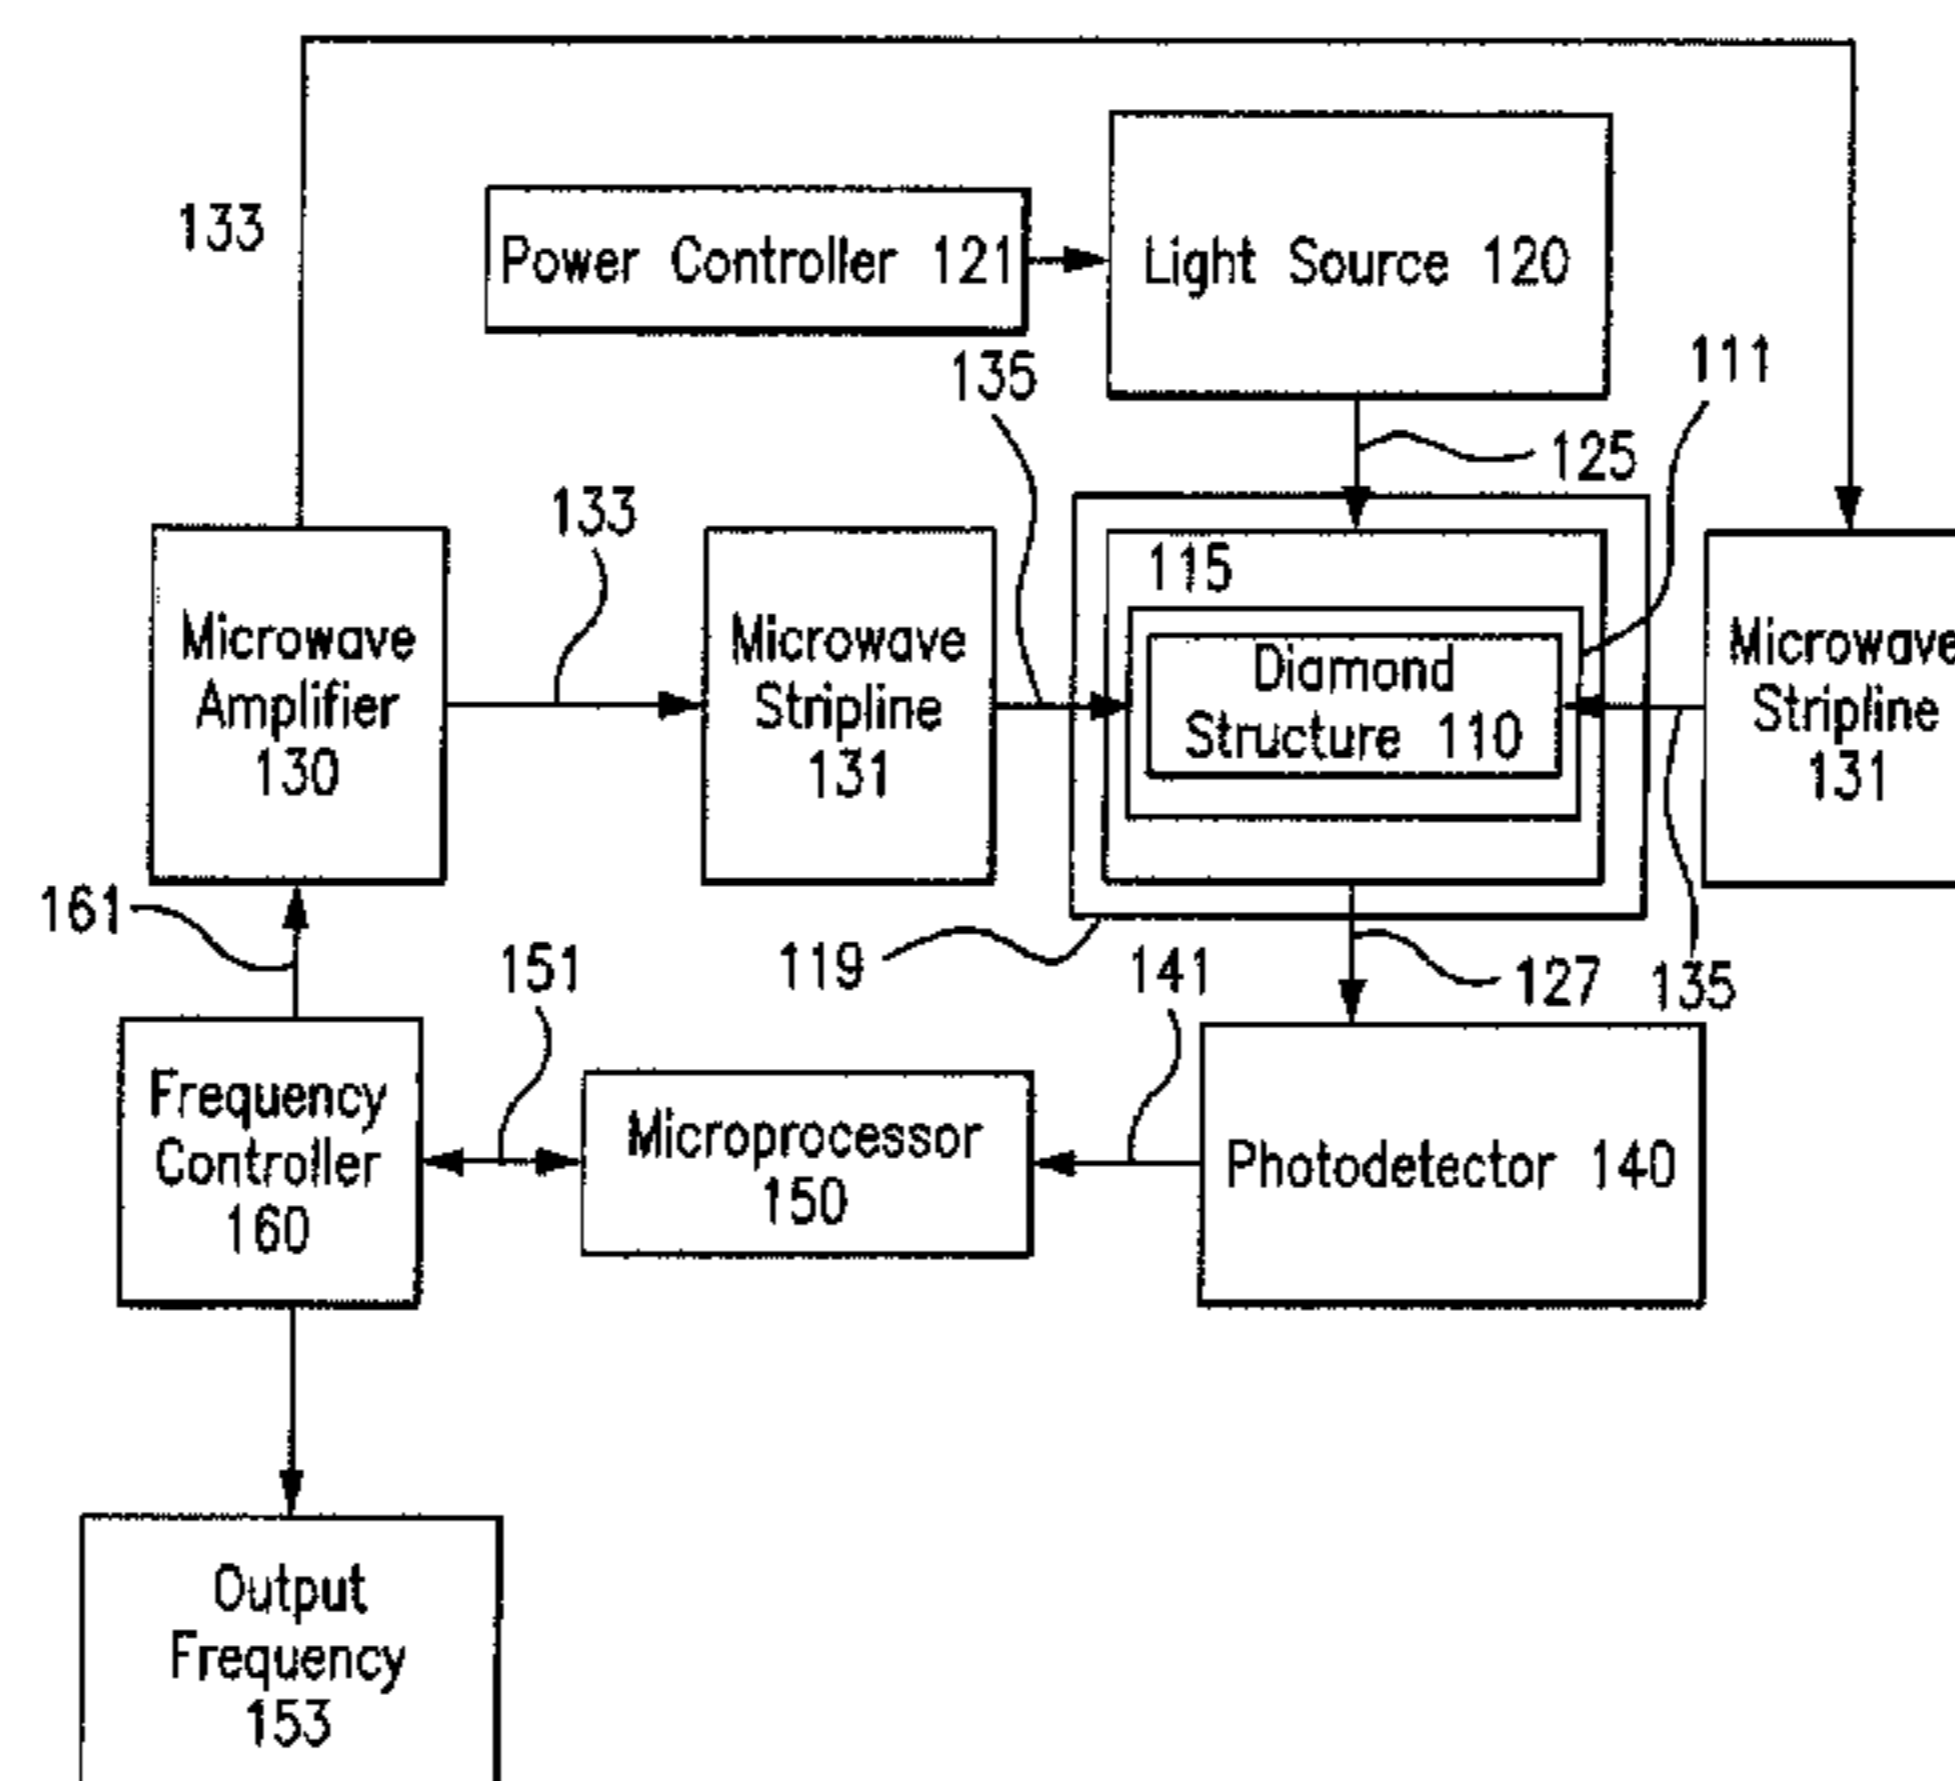 133
Power Controller 121
Light Source 120
135
111
125
133
115
Microwave
Amplifier
130
Microwave
Stripline
131
Diamond
Structure 110
Microwave
Stripline
131
161
151
119
141
127
135
Frequency
Controller
160
Microprocessor
150
Photodetector 140
Output
Frequency
153